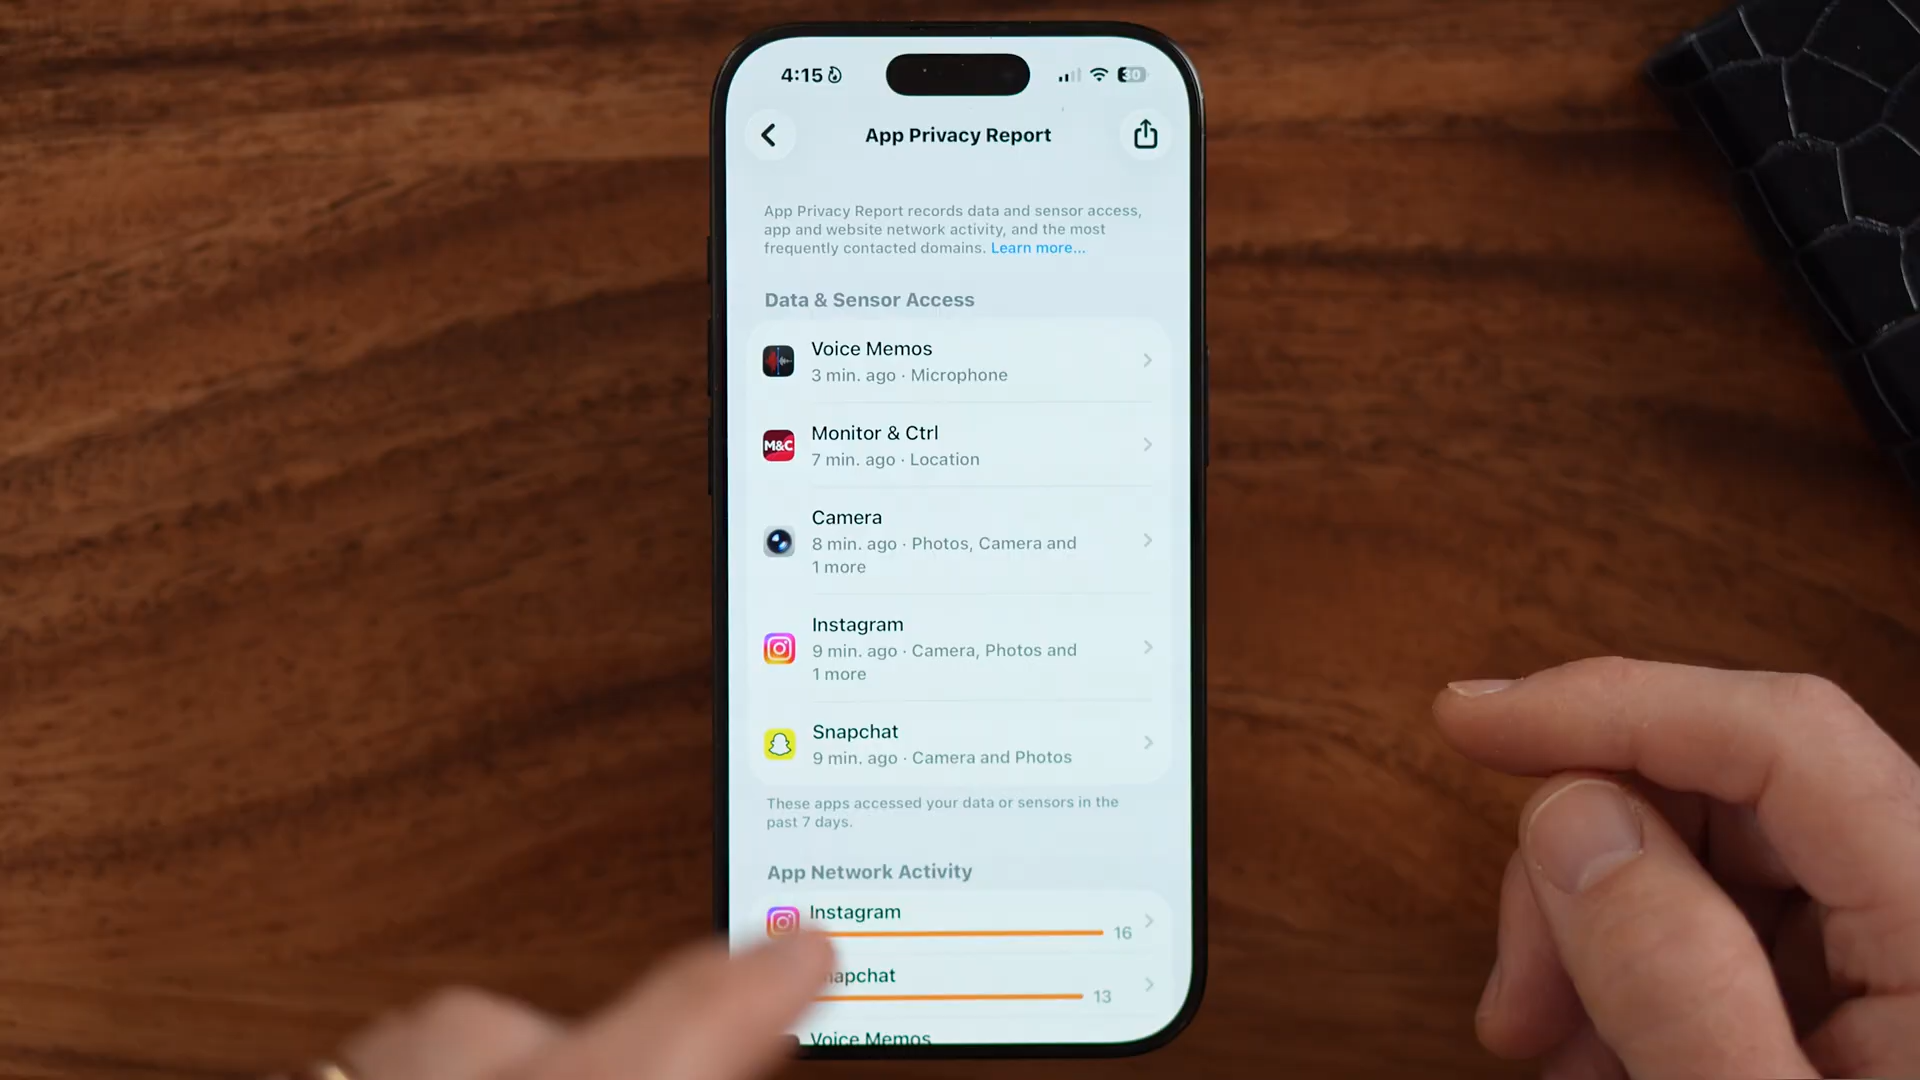 4:15
30
App Privacy Report
App Privacy Report records data and sensor access,
app and website network activity, and the most
frequently contacted domains. Learn more...
Data & Sensor Access
Voice Memos
3 min. ago · Microphone
M&C
Monitor & Ctrl
7 min. ago · Location
Camera
8 min. ago · Photos, Camera and
1 more
Instagram
9 min. ago · Camera, Photos and
1 more
Snapchat
9 min. ago · Camera and Photos
These apps accessed your data or sensors in the
past 7 days.
App Network Activity
Instagram
16
napchat
13
Voice Memos